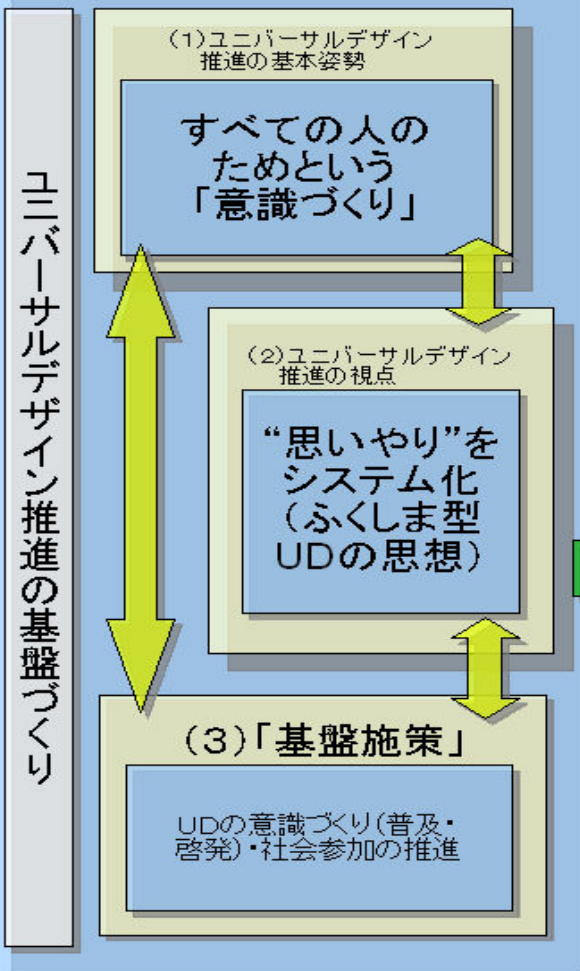 ユニバーサルデザイン推進の基盤づくり
(1)ユニバーサルデザイン
推進の基本姿勢
すべての人の
ためという
「意識づくり」
(2)ユニバーサルデザイン
推進の視点
“思いやり”を
システム化
(ふくしま型
UDの思想)
(3)「基盤施策」
UDの意識づくり(普及・
啓発)・社会参加の推進